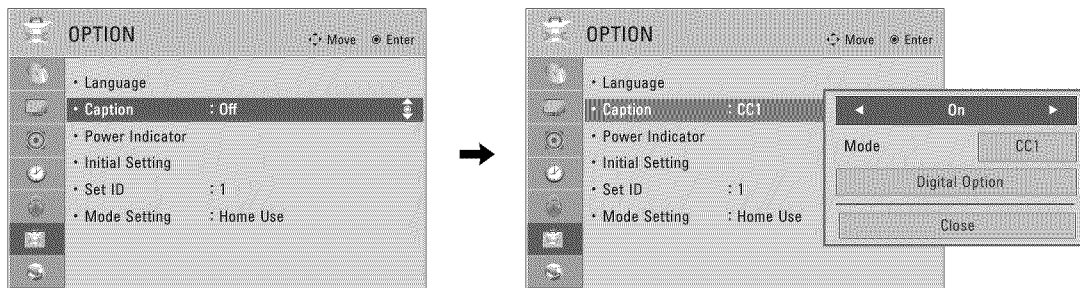 OPTION
Move Enter
• Language
• Caption : Off
• Power Indicator
• Initial Setting
• Set ID : 1
• Mode Setting : Home Use
OPTION
Move Enter
• Language
• Caption : CC1
• Power Indicator
• Initial Setting
• Set ID : 1
• Mode Setting : Home Use
On
Mode CC1
Digital Option
Close